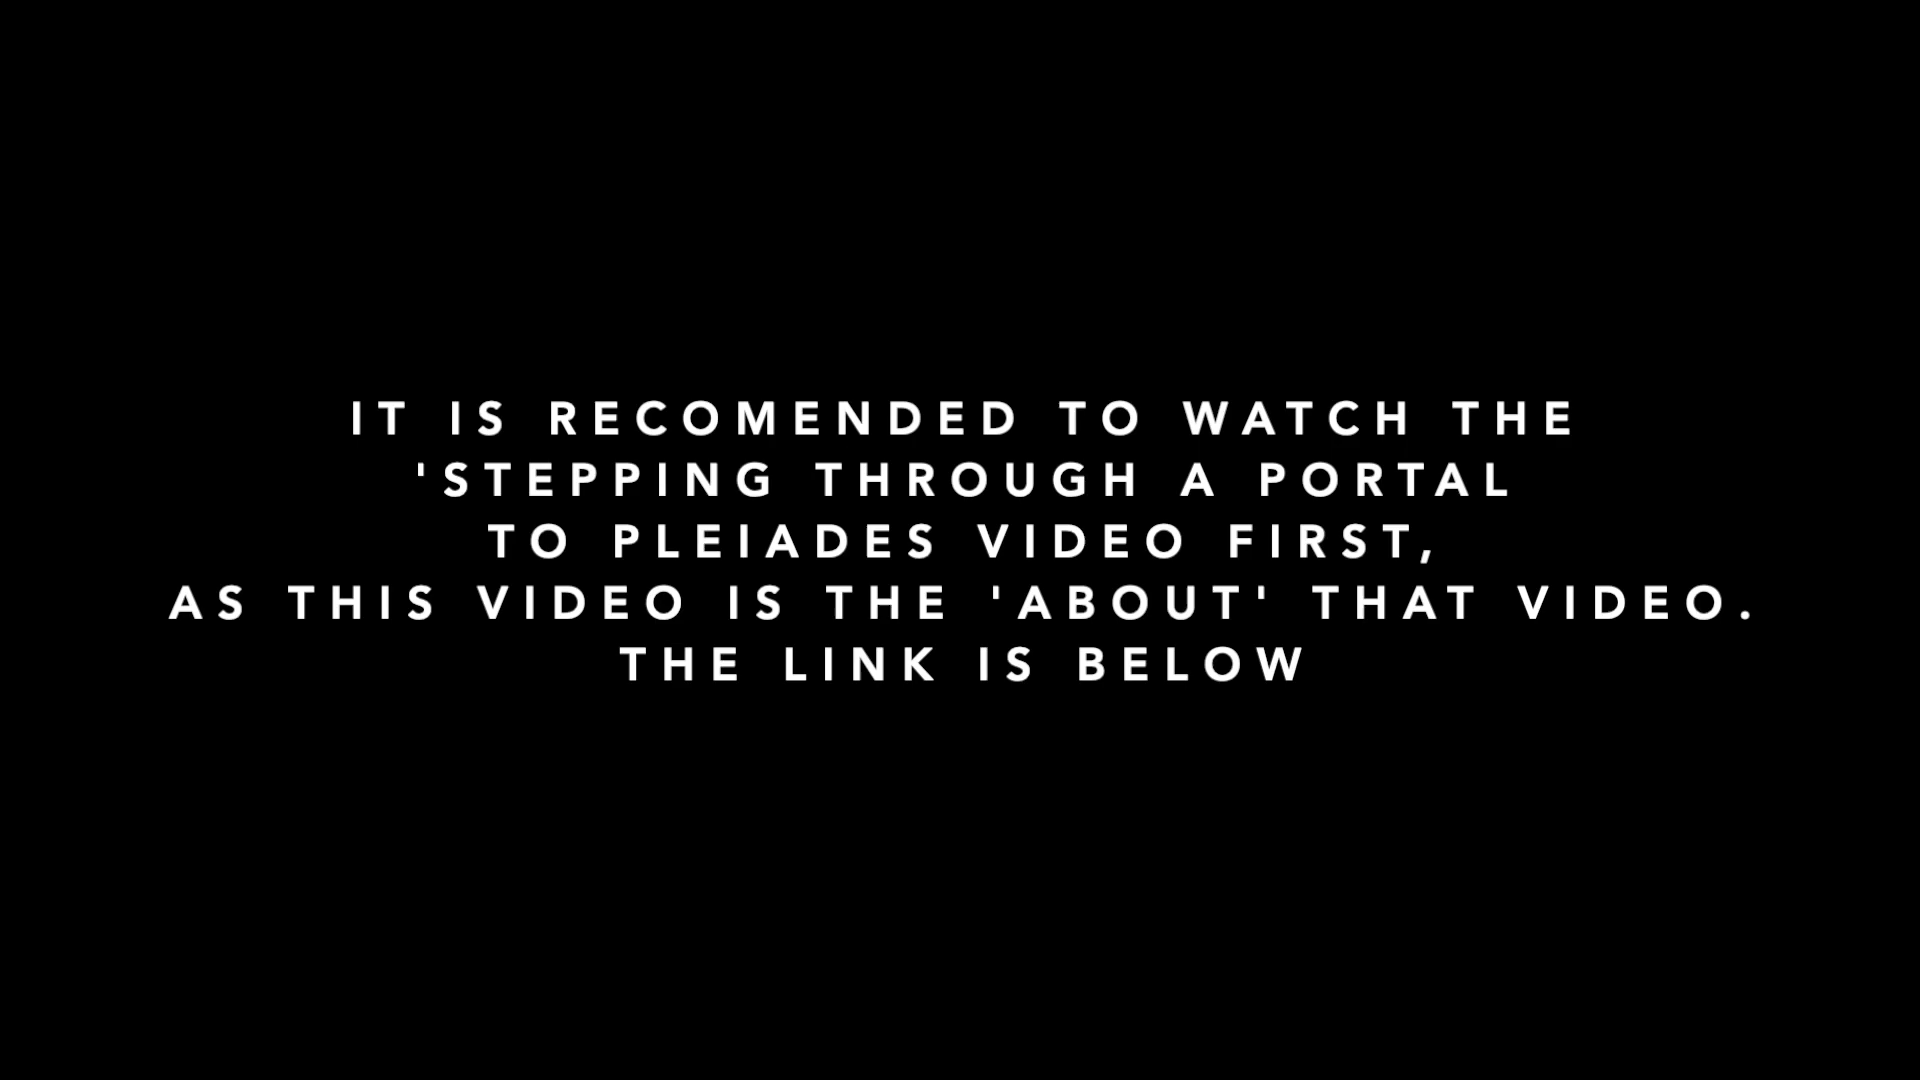 IT IS RECOMENDED TO WATCH THE
'STEPPING THROUGH A PORTAL
TO PLEIADES VIDEO FIRST,
AS THIS VIDEO IS THE 'ABOUT' THAT VIDEO.
THE LINK IS BELOW